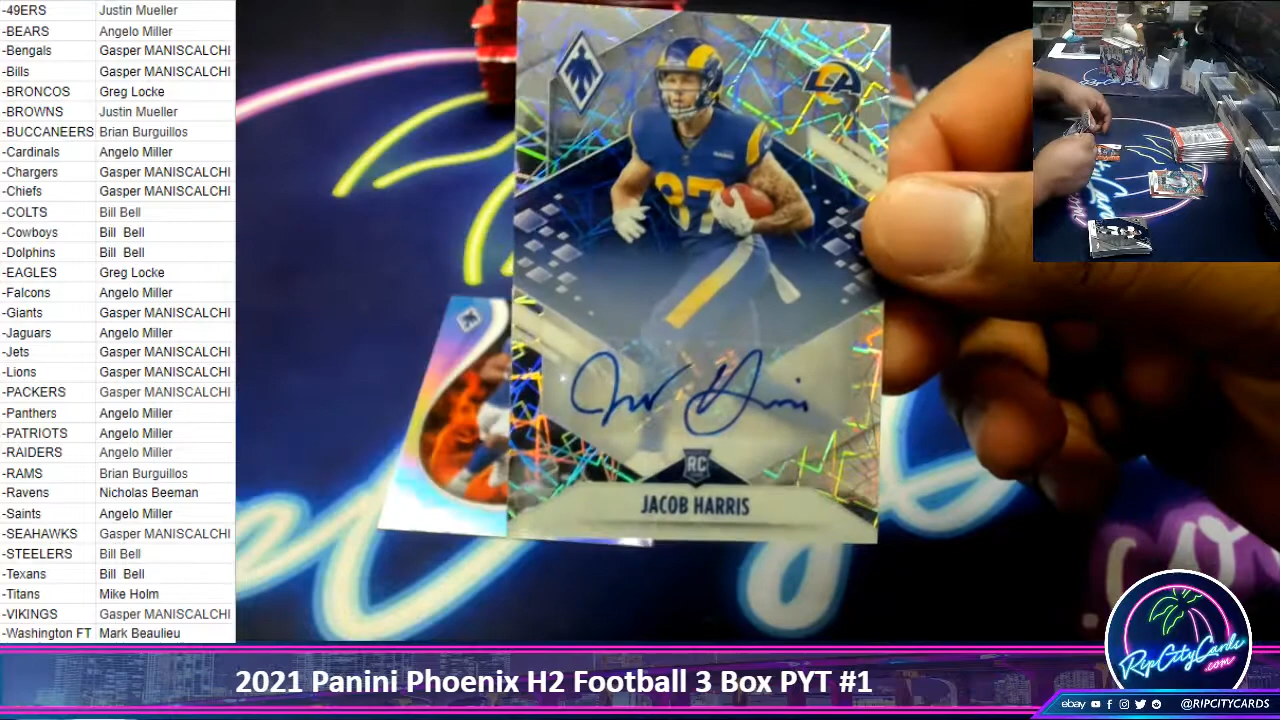 -49ERS Justin Mueller
-BEARS Angelo Miller
-Bengals Gasper MANISCALCHI
-Bills Gasper MANISCALCHI
-BRONCOS Greg Locke
-BROWNS Justin Mueller
-BUCCANEERS Brian Burguillos
-Cardinals Angelo Miller
-Chargers Gasper MANISCALCHI
-Chiefs Gasper MANISCALCHI
-COLTS Bill Bell
-Cowboys Bill Bell
-Dolphins Bill Bell
-EAGLES Greg Locke
-Falcons Angelo Miller
-Giants Gasper MANISCALCHI
-Jaguars Angelo Miller
-Jets Gasper MANISCALCHI
-Lions Gasper MANISCALCHI
-PACKERS Gasper MANISCALCHI
-Panthers Angelo Miller
-PATRIOTS Angelo Miller
-RAIDERS Angelo Miller
-RAMS Brian Burguillos
-Ravens Nicholas Beeman
-Saints Angelo Miller
-SEAHAWKS Gasper MANISCALCHI
-STEELERS Bill Bell
-Texans Bill Bell
-Titans Mike Holm
-VIKINGS Gasper MANISCALCHI
-Washington FT Mark Beaulieu
LA
87
RC
JACOB HARRIS
RipCityCards
.com
2021 Panini Phoenix H2 Football 3 Box PYT #1
ebay @RIPCITYCARDS